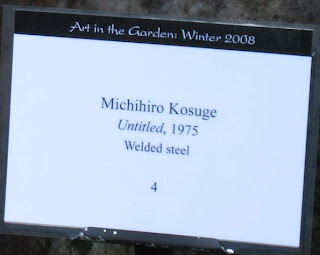 Art in the Garden: Winter 2008
Michihiro Kosuge
Untitled, 1975
Welded steel
4